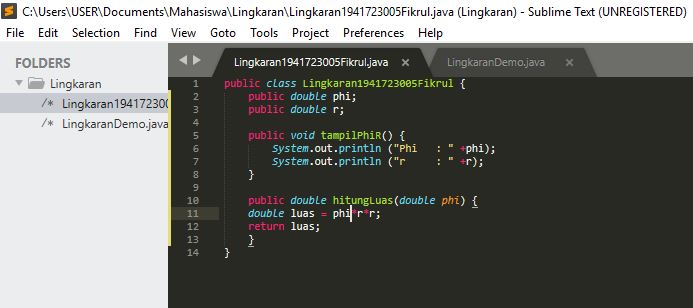 C:\Users\USER\Documents\Mahasiswa\Lingkaran\Lingkaran1941723005Fikrul.java (Lingkaran) - Sublime Text (UNREGISTERED)
File Edit Selection Find View Goto Tools Project Preferences Help
FOLDERS
Lingkaran
/* Lingkaran194172300
/* LingkaranDemo.java
Lingkaran1941723005Fikrul.java ×
LingkaranDemo.java ×
1 public class Lingkaran1941723005Fikrul {
2 public double phi;
3 public double r;
4
5 public void tampilPhiR() {
6 System.out.println ("Phi   : " +phi);
7 System.out.println ("r     : " +r);
8 }
9
10 public double hitungLuas(double phi) {
11 double luas = phi*r*r;
12 return luas;
13 }
14 }